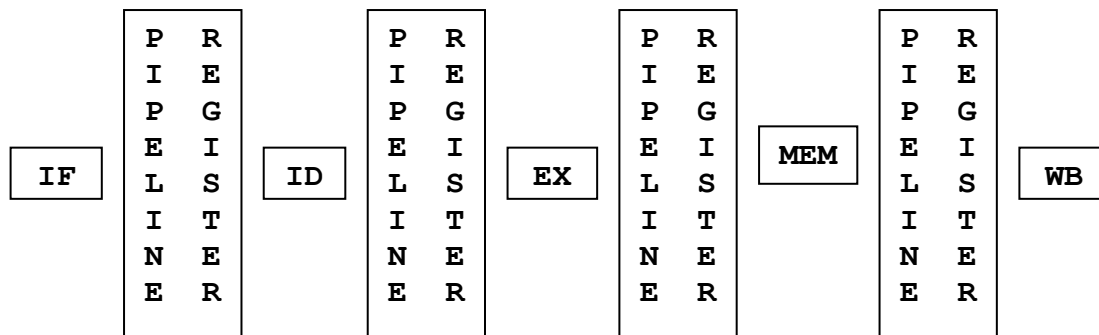 IF
PIPELINE
REGISTER
ID
PIPELINE
REGISTER
EX
PIPELINE
REGISTER
MEM
PIPELINE
REGISTER
WB